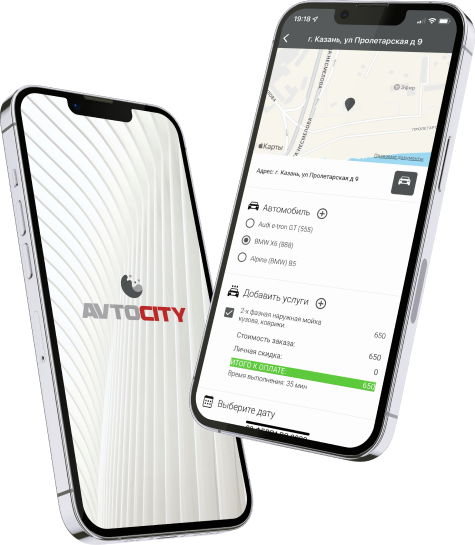 AVTOCITY
19:18
г. Казань, ул Пролетарская д 9
Эфир
Карты
Адрес: г. Казань, ул Пролетарская д 9
Автомобиль
Audi e-tron GT (555)
BMW X6 (888)
Alpina (BMW) B5
Добавить услуги
2-х фазная наружная мойка
кузова, коврики
650
Стоимость заказа:
650
Личная скидка:
0
ИТОГО К ОПЛАТЕ:
650
Время выполнения: 35 мин
Выберите дату